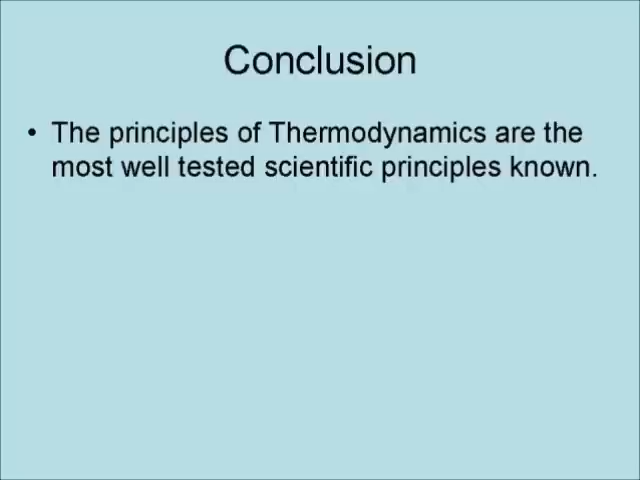 Conclusion
• The principles of Thermodynamics are the
most well tested scientific principles known.